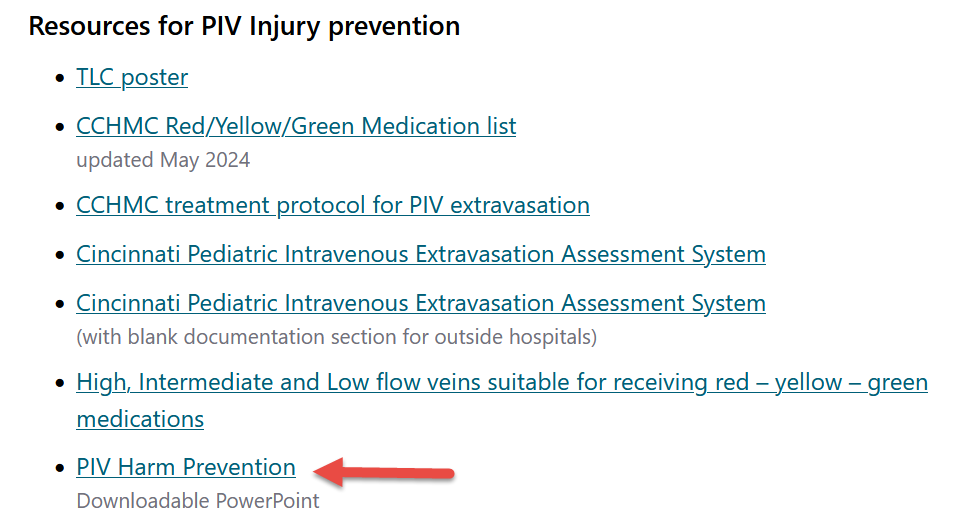 Resources for PIV Injury prevention
TLC poster
CCHMC Red/Yellow/Green Medication list
updated May 2024
CCHMC treatment protocol for PIV extravasation
Cincinnati Pediatric Intravenous Extravasation Assessment System
Cincinnati Pediatric Intravenous Extravasation Assessment System
(with blank documentation section for outside hospitals)
High, Intermediate and Low flow veins suitable for receiving red – yellow – green
medications
PIV Harm Prevention
Downloadable PowerPoint